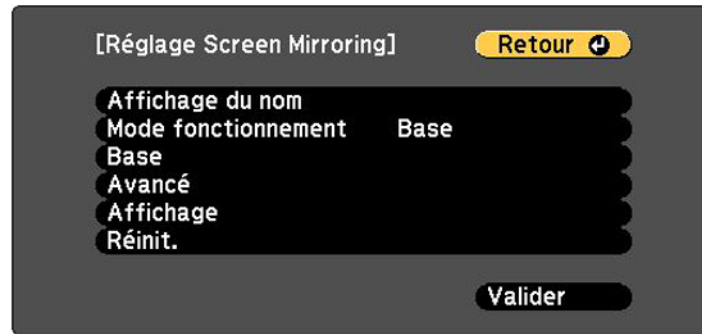 [Réglage Screen Mirroring] Retour
Affichage du nom
Mode fonctionnement Base
Base
Avancé
Affichage
Réinit.
Valider